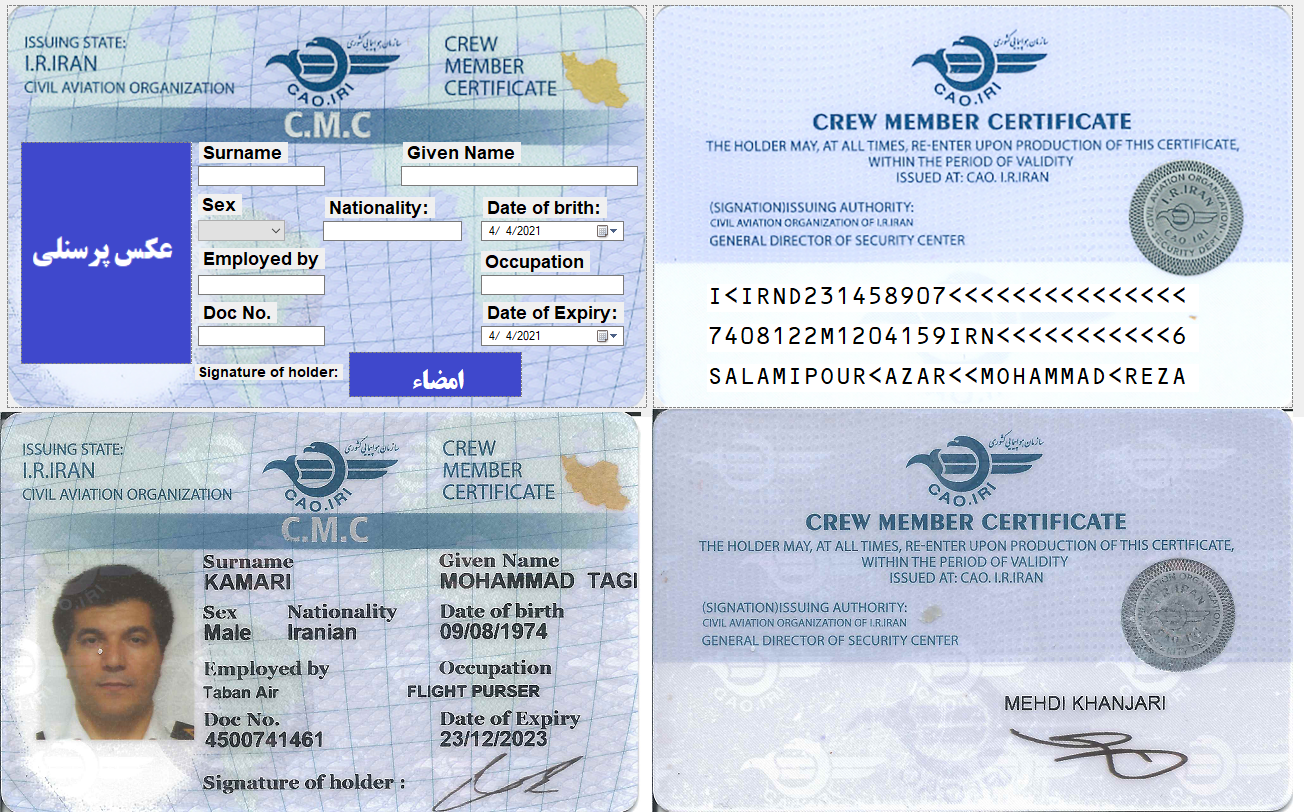 ISSUING STATE:
I.R.IRAN
CIVIL AVIATION ORGANIZATION
سازمان هواپیمایی کشوری
CAO.IRI
CREW
MEMBER
CERTIFICATE
C.M.C
عکس پرسنلی
Surname
Given Name
Sex
Nationality:
Date of birth:
4/ 4/2021
Employed by
Occupation
Doc No.
Date of Expiry:
4/ 4/2021
Signature of holder:
امضاء
سازمان هواپیمایی کشوری
CAO.IRI
CREW MEMBER CERTIFICATE
THE HOLDER MAY, AT ALL TIMES, RE-ENTER UPON PRODUCTION OF THIS CERTIFICATE,
WITHIN THE PERIOD OF VALIDITY
ISSUED AT: CAO. I.R.IRAN
(SIGNATION)ISSUING AUTHORITY:
CIVIL AVIATION ORGANIZATION OF I.R.IRAN
GENERAL DIRECTOR OF SECURITY CENTER
I.R.IRAN
CAO.IRI
I<IRND231458907<<<<<<<<<<<<<<<
7408122M1204159IRN<<<<<<<<<<<6
SALAMIPOUR<AZAR<<MOHAMMAD<REZA
ISSUING STATE:
I.R.IRAN
CIVIL AVIATION ORGANIZATION
سازمان هواپیمایی کشوری
CAO.IRI
CREW
MEMBER
CERTIFICATE
C.M.C
Surname
KAMARI
Given Name
MOHAMMAD TAGI
Sex
Male
Nationality
Iranian
Date of birth
09/08/1974
Employed by
Taban Air
Occupation
FLIGHT PURSER
Doc No.
4500741461
Date of Expiry
23/12/2023
Signature of holder :
سازمان هواپیمایی کشوری
CAO.IRI
CREW MEMBER CERTIFICATE
THE HOLDER MAY, AT ALL TIMES, RE-ENTER UPON PRODUCTION OF THIS CERTIFICATE,
WITHIN THE PERIOD OF VALIDITY
ISSUED AT: CAO. I.R.IRAN
(SIGNATION)ISSUING AUTHORITY:
CIVIL AVIATION ORGANIZATION OF I.R.IRAN
GENERAL DIRECTOR OF SECURITY CENTER
MEHDI KHANJARI